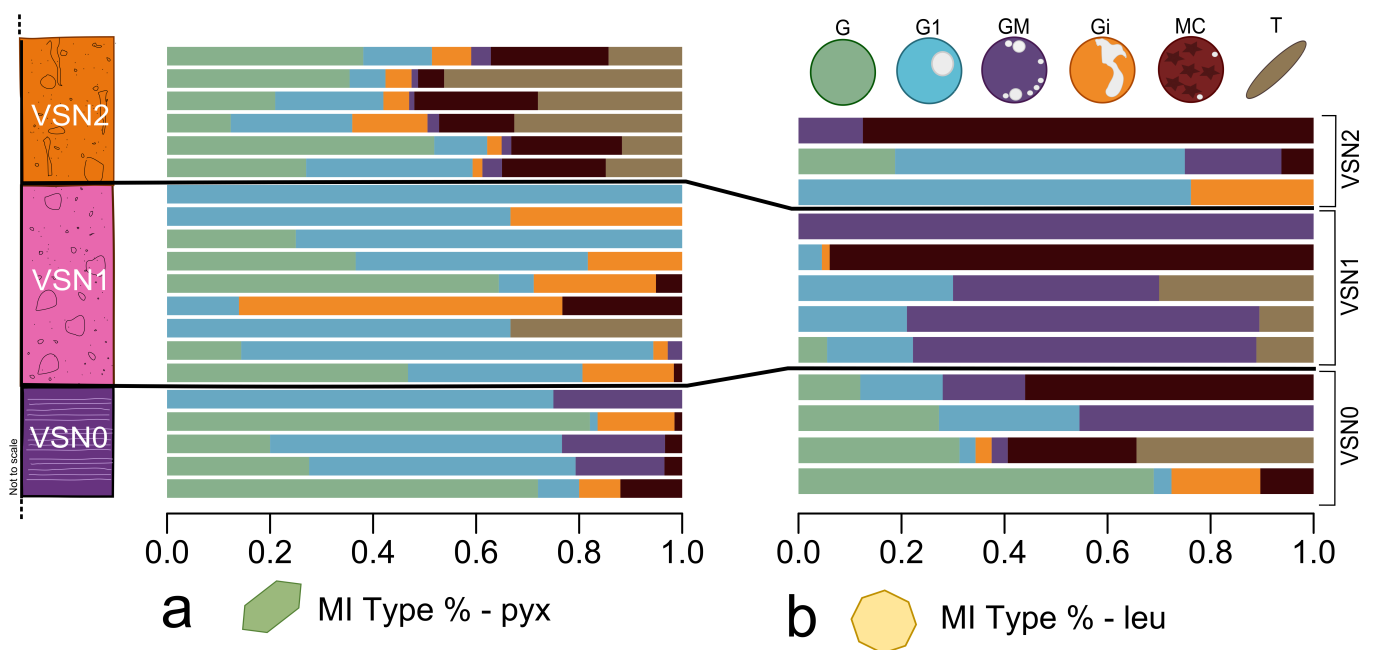 G G1 GM Gi MC T
VSN2
VSN1
VSN0
Not to scale
VSN2
VSN1
VSN0
0.0 0.2 0.4 0.6 0.8 1.0
0.0 0.2 0.4 0.6 0.8 1.0
a MI Type % - pyx
b MI Type % - leu